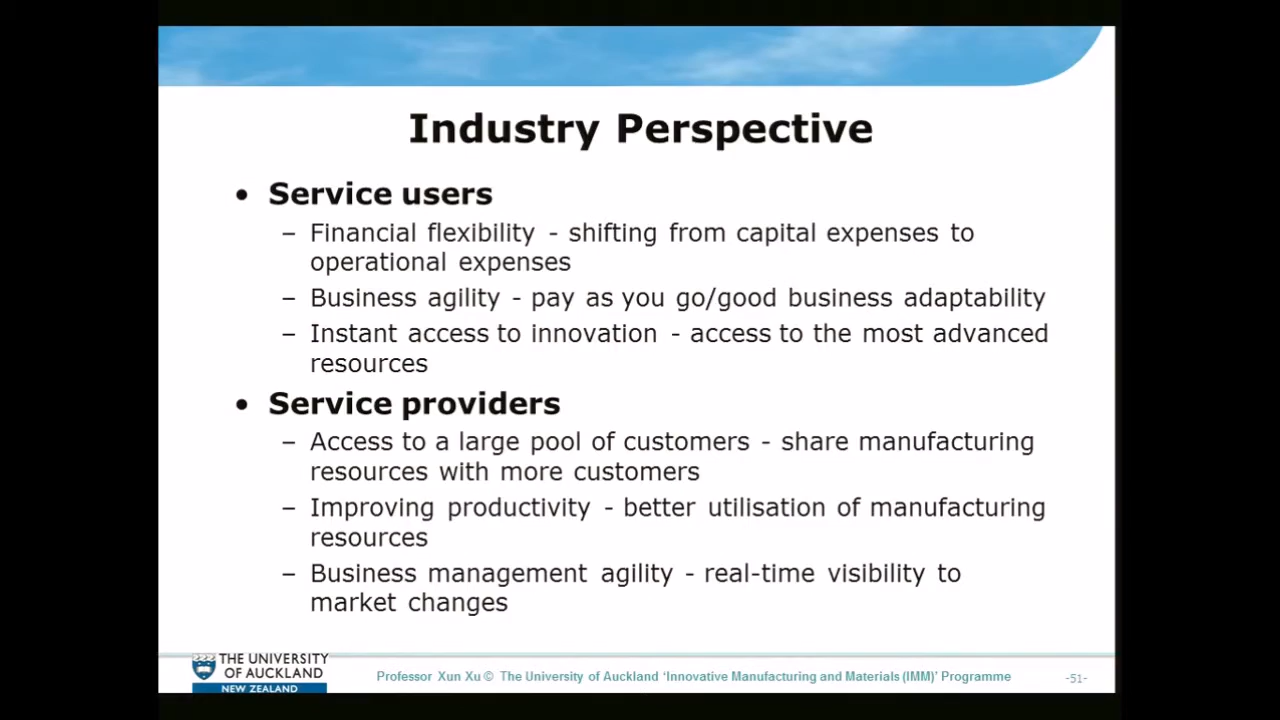 Industry Perspective
• Service users
– Financial flexibility - shifting from capital expenses to
operational expenses
– Business agility - pay as you go/good business adaptability
– Instant access to innovation - access to the most advanced
resources
• Service providers
– Access to a large pool of customers - share manufacturing
resources with more customers
– Improving productivity - better utilisation of manufacturing
resources
– Business management agility - real-time visibility to
market changes
THE UNIVERSITY
OF AUCKLAND
NEW ZEALAND
Professor Xun Xu © The University of Auckland ‘Innovative Manufacturing and Materials (IMM)’ Programme
-51-